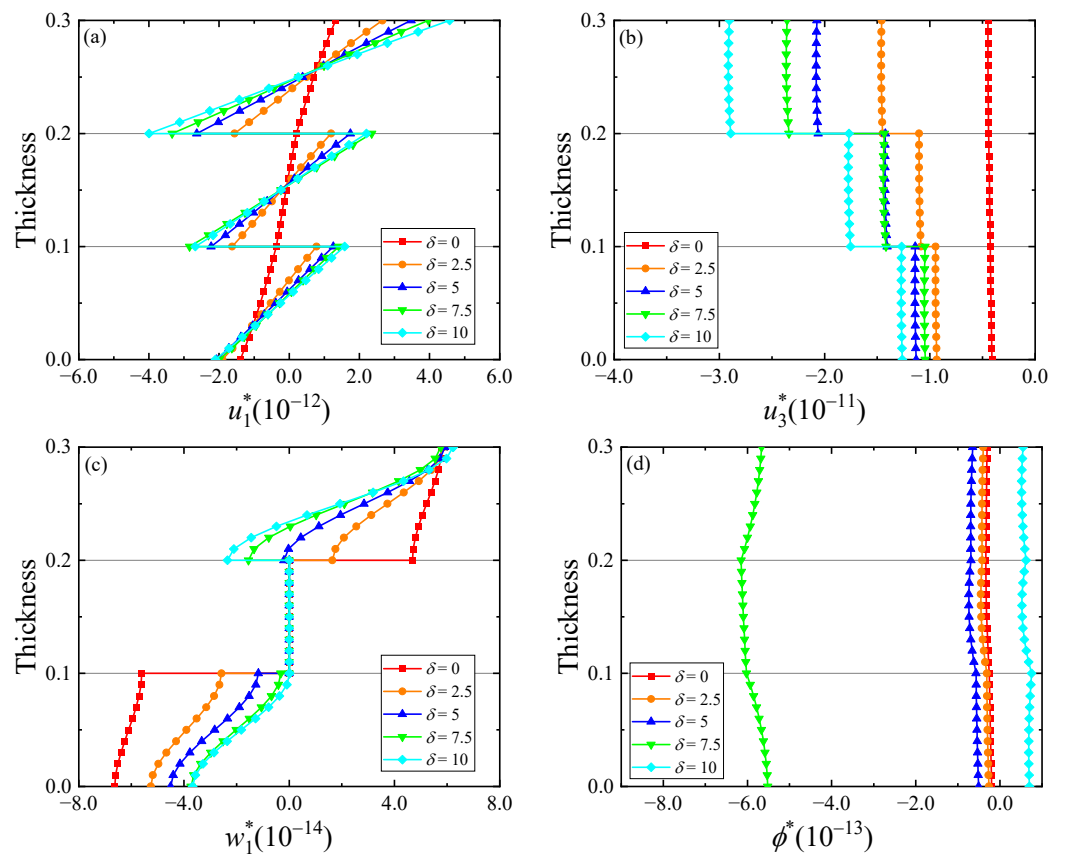 (a)
Thickness
0.3
0.2
0.1
0.0
δ = 0
δ = 2.5
δ = 5
δ = 7.5
δ = 10
−6.0 −4.0 −2.0 0.0 2.0 4.0 6.0
u₁*(10⁻¹²)
(b)
Thickness
0.3
0.2
0.1
0.0
δ = 0
δ = 2.5
δ = 5
δ = 7.5
δ = 10
−4.0 −3.0 −2.0 −1.0 0.0
u₃*(10⁻¹¹)
(c)
Thickness
0.3
0.2
0.1
0.0
δ = 0
δ = 2.5
δ = 5
δ = 7.5
δ = 10
−8.0 −4.0 0.0 4.0 8.0
w₁*(10⁻¹⁴)
(d)
Thickness
0.3
0.2
0.1
0.0
δ = 0
δ = 2.5
δ = 5
δ = 7.5
δ = 10
−8.0 −6.0 −4.0 −2.0 0.0
ϕ*(10⁻¹³)